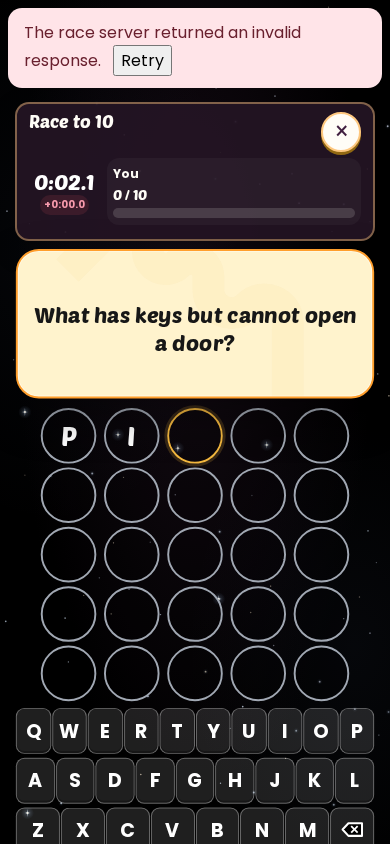 The race server returned an invalid
response. Retry
Race to 10
×
0:02.1
+0:00.0
You
0 / 10
What has keys but cannot open
a door?
P I
Q W E R T Y U I O P
A S D F G H J K L
Z X C V B N M